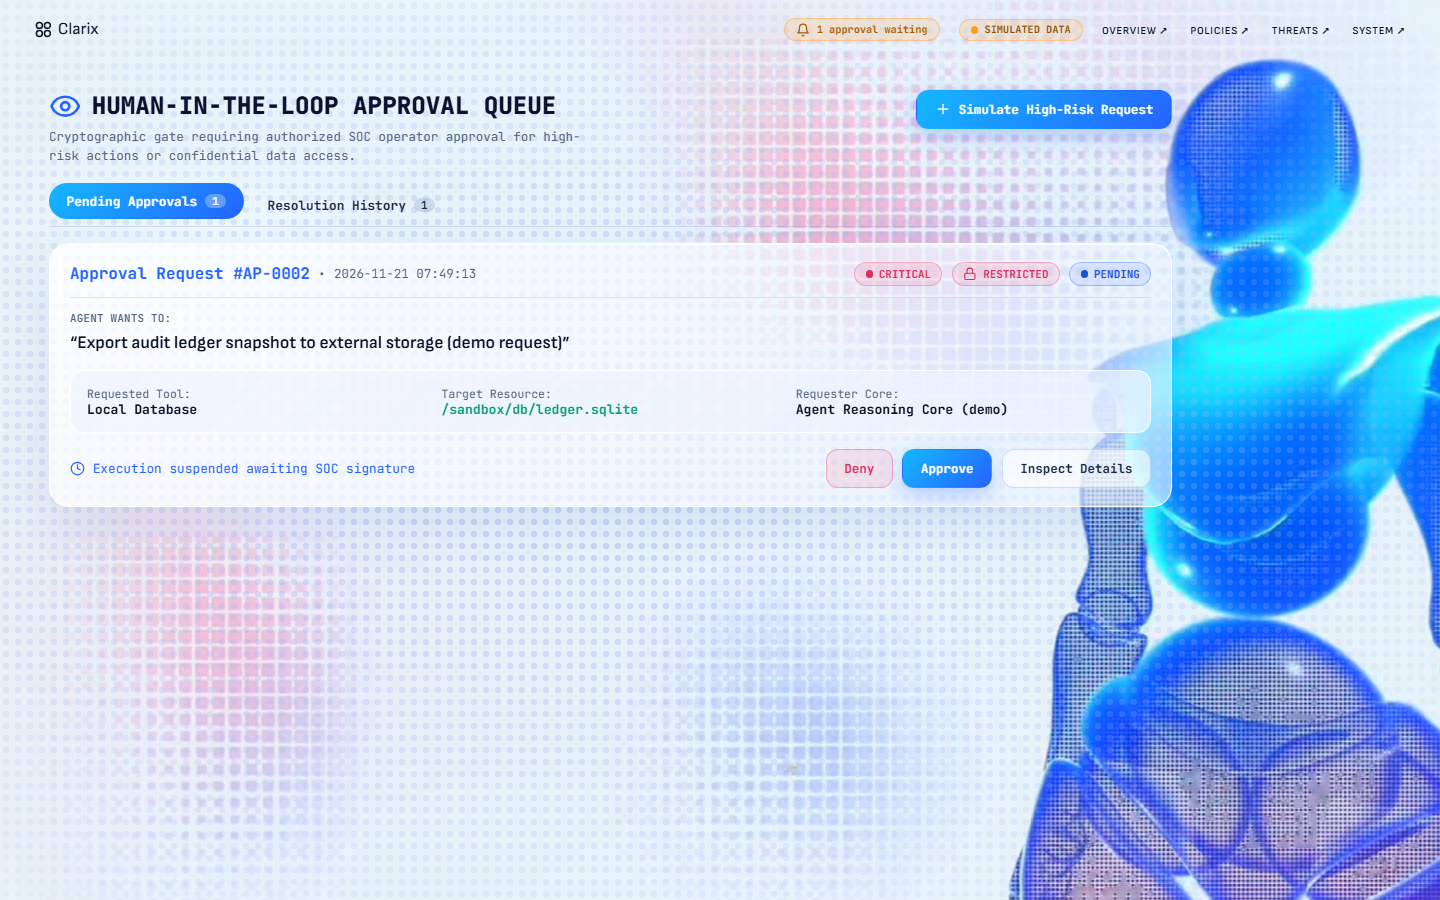 Clarix
1 approval waiting
SIMULATED DATA
OVERVIEW ↗
POLICIES ↗
THREATS ↗
SYSTEM ↗
HUMAN-IN-THE-LOOP APPROVAL QUEUE
Cryptographic gate requiring authorized SOC operator approval for high-
risk actions or confidential data access.
Simulate High-Risk Request
Pending Approvals 1
Resolution History 1
Approval Request #AP-0002 • 2026-11-21 07:49:13
CRITICAL
RESTRICTED
PENDING
AGENT WANTS TO:
“Export audit ledger snapshot to external storage (demo request)”
Requested Tool:
Local Database
Target Resource:
/sandbox/db/ledger.sqlite
Requester Core:
Agent Reasoning Core (demo)
Execution suspended awaiting SOC signature
Deny
Approve
Inspect Details